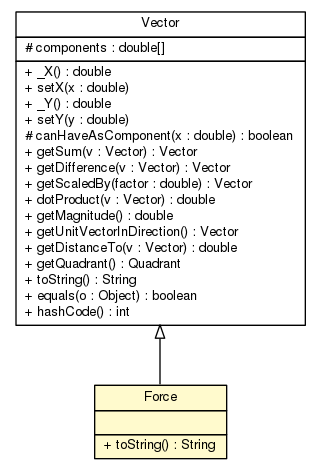 Vector
# components : double[]
+ _X() : double
+ setX(x : double)
+ _Y() : double
+ setY(y : double)
# canHaveAsComponent(x : double) : boolean
+ getSum(v : Vector) : Vector
+ getDifference(v : Vector) : Vector
+ getScaledBy(factor : double) : Vector
+ dotProduct(v : Vector) : double
+ getMagnitude() : double
+ getUnitVectorInDirection() : Vector
+ getDistanceTo(v : Vector) : double
+ getQuadrant() : Quadrant
+ toString() : String
+ equals(o : Object) : boolean
+ hashCode() : int
Force
+ toString() : String